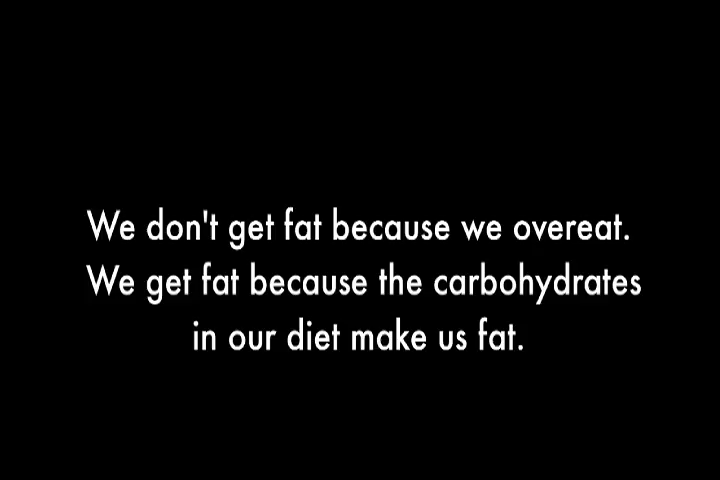 We don't get fat because we overeat.
We get fat because the carbohydrates
in our diet make us fat.